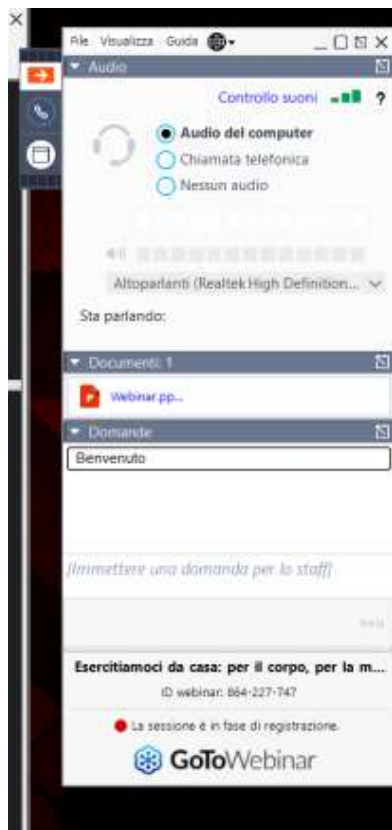 File Visualizza Guida
Audio
Controllo suoni ?
Audio del computer
Chiamata telefonica
Nessun audio
Altoparlanti (Realtek High Definition...
Sta parlando:
Documenti: 1
Webinar.pp...
Domande
Benvenuto
[Immettere una domanda per lo staff]
Invia
Esercitiamoci da casa: per il corpo, per la m...
ID webinar: 864-227-747
La sessione è in fase di registrazione.
GoToWebinar